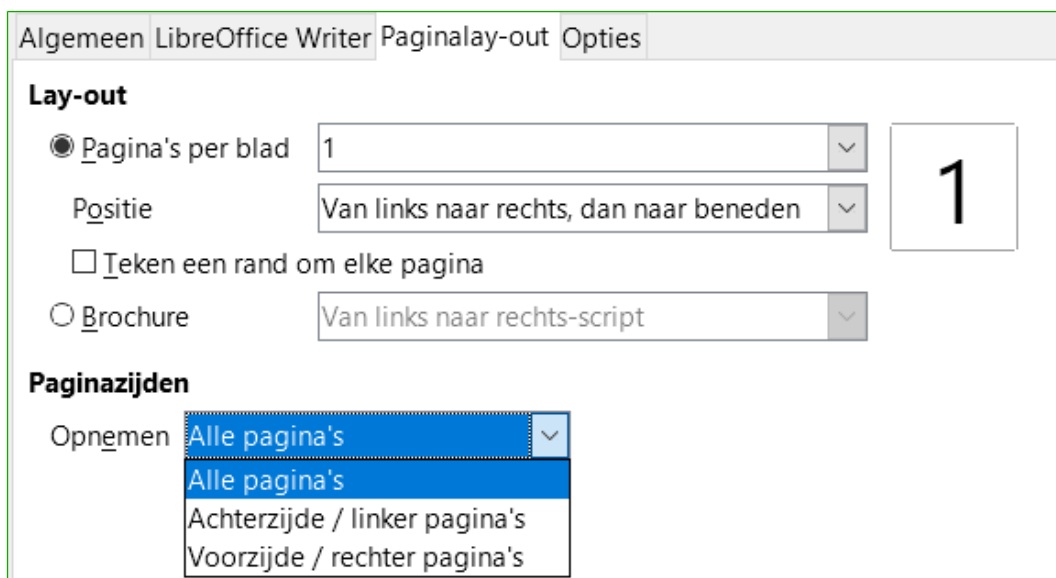 Algemeen LibreOffice Writer Paginalay-out Opties
Lay-out
Pagina's per blad 1
1
Positie Van links naar rechts, dan naar beneden
Teken een rand om elke pagina
Brochure Van links naar rechts-script
Paginazijden
Opnemen Alle pagina's
Alle pagina's
Achterzijde / linker pagina's
Voorzijde / rechter pagina's